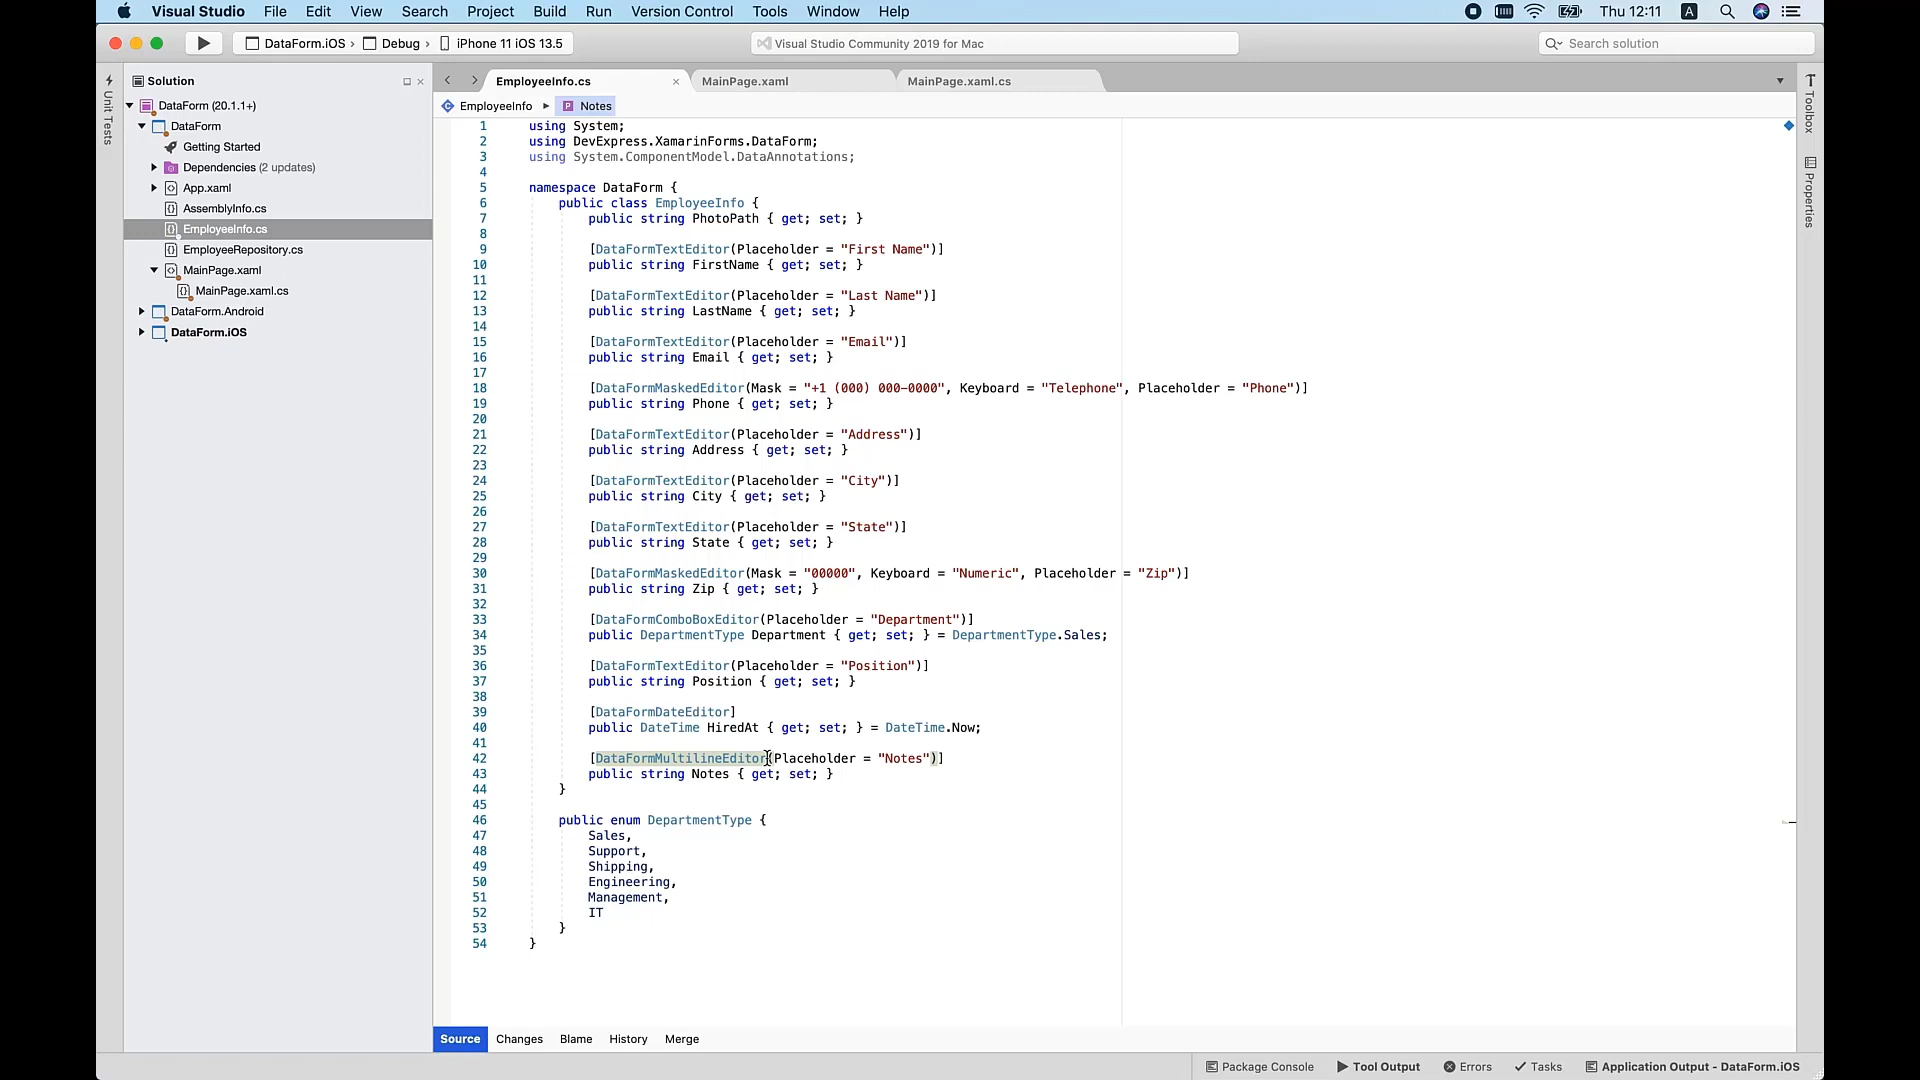 Visual Studio File Edit View Search Project Build Run Version Control Tools Window Help Thu 12:11 A
DataForm.iOS › Debug › iPhone 11 iOS 13.5 Visual Studio Community 2019 for Mac Search solution
Unit Tests
Solution
DataForm (20.1.1+)
DataForm
Getting Started
Dependencies (2 updates)
App.xaml
AssemblyInfo.cs
EmployeeInfo.cs
EmployeeRepository.cs
MainPage.xaml
MainPage.xaml.cs
DataForm.Android
DataForm.iOS
EmployeeInfo.cs MainPage.xaml MainPage.xaml.cs
EmployeeInfo Notes
1 using System;
2 using DevExpress.XamarinForms.DataForm;
3 using System.ComponentModel.DataAnnotations;
4
5 namespace DataForm {
6 public class EmployeeInfo {
7 public string PhotoPath { get; set; }
8
9 [DataFormTextEditor(Placeholder = "First Name")]
10 public string FirstName { get; set; }
11
12 [DataFormTextEditor(Placeholder = "Last Name")]
13 public string LastName { get; set; }
14
15 [DataFormTextEditor(Placeholder = "Email")]
16 public string Email { get; set; }
17
18 [DataFormMaskedEditor(Mask = "+1 (000) 000-0000", Keyboard = "Telephone", Placeholder = "Phone")]
19 public string Phone { get; set; }
20
21 [DataFormTextEditor(Placeholder = "Address")]
22 public string Address { get; set; }
23
24 [DataFormTextEditor(Placeholder = "City")]
25 public string City { get; set; }
26
27 [DataFormTextEditor(Placeholder = "State")]
28 public string State { get; set; }
29
30 [DataFormMaskedEditor(Mask = "00000", Keyboard = "Numeric", Placeholder = "Zip")]
31 public string Zip { get; set; }
32
33 [DataFormComboBoxEditor(Placeholder = "Department")]
34 public DepartmentType Department { get; set; } = DepartmentType.Sales;
35
36 [DataFormTextEditor(Placeholder = "Position")]
37 public string Position { get; set; }
38
39 [DataFormDateEditor]
40 public DateTime HiredAt { get; set; } = DateTime.Now;
41
42 [DataFormMultilineEditor(Placeholder = "Notes")]
43 public string Notes { get; set; }
44 }
45
46 public enum DepartmentType {
47 Sales,
48 Support,
49 Shipping,
50 Engineering,
51 Management,
52 IT
53 }
54 }
Toolbox
Properties
Source Changes Blame History Merge
Package Console Tool Output Errors Tasks Application Output - DataForm.iOS